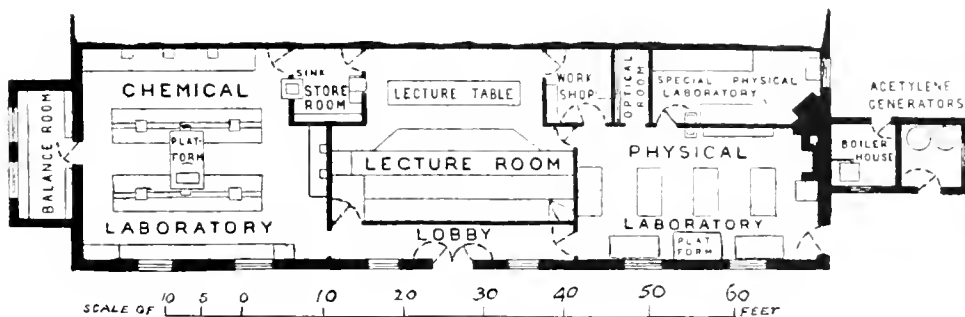 BALANCE ROOM
CHEMICAL
PLAT-
FORM
LABORATORY
SINK
STORE
ROOM
LECTURE TABLE
LECTURE ROOM
LOBBY
WORK
SHOP
OPTICAL
ROOM
SPECIAL PHYSICAL
LABORATORY
PHYSICAL
LABORATORY
PLAT
FORM
ACETYLENE
GENERATORS
BOILER
HOUSE
SCALE OF 10 5 0 10 20 30 40 50 60 FEET